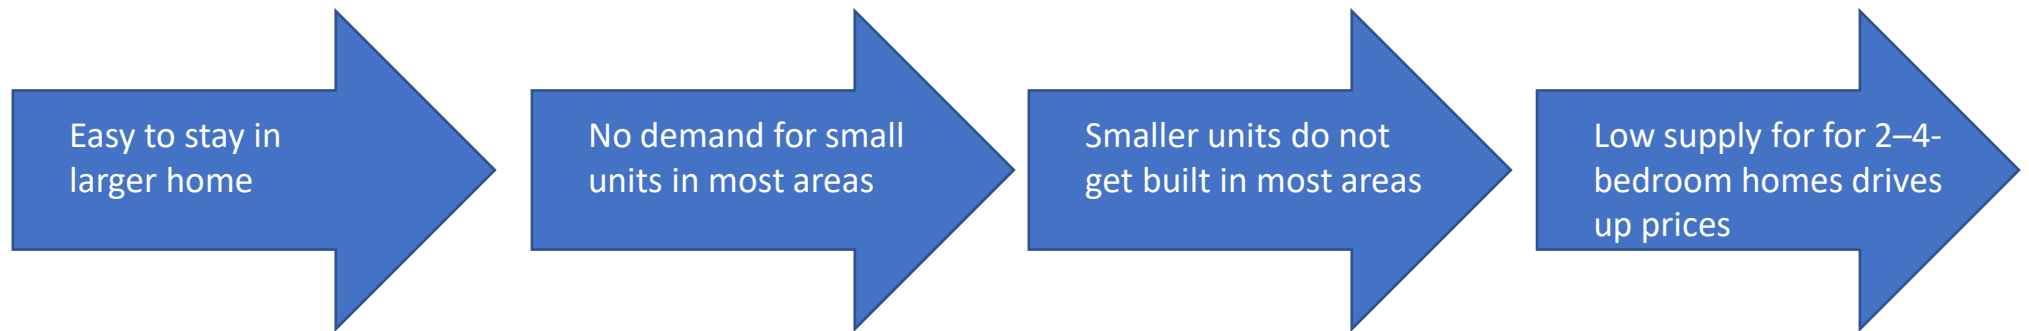 Easy to stay in
larger home
No demand for small
units in most areas
Smaller units do not
get built in most areas
Low supply for for 2–4-
bedroom homes drives
up prices